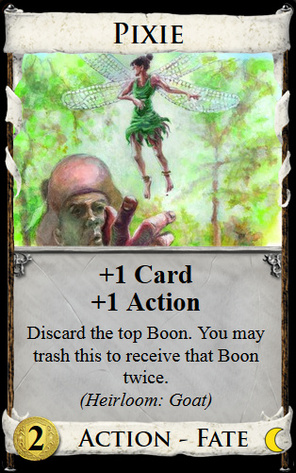 PIXIE
+1 Card
+1 Action
Discard the top Boon. You may
trash this to receive that Boon
twice.
(Heirloom: Goat)
2 ACTION - FATE